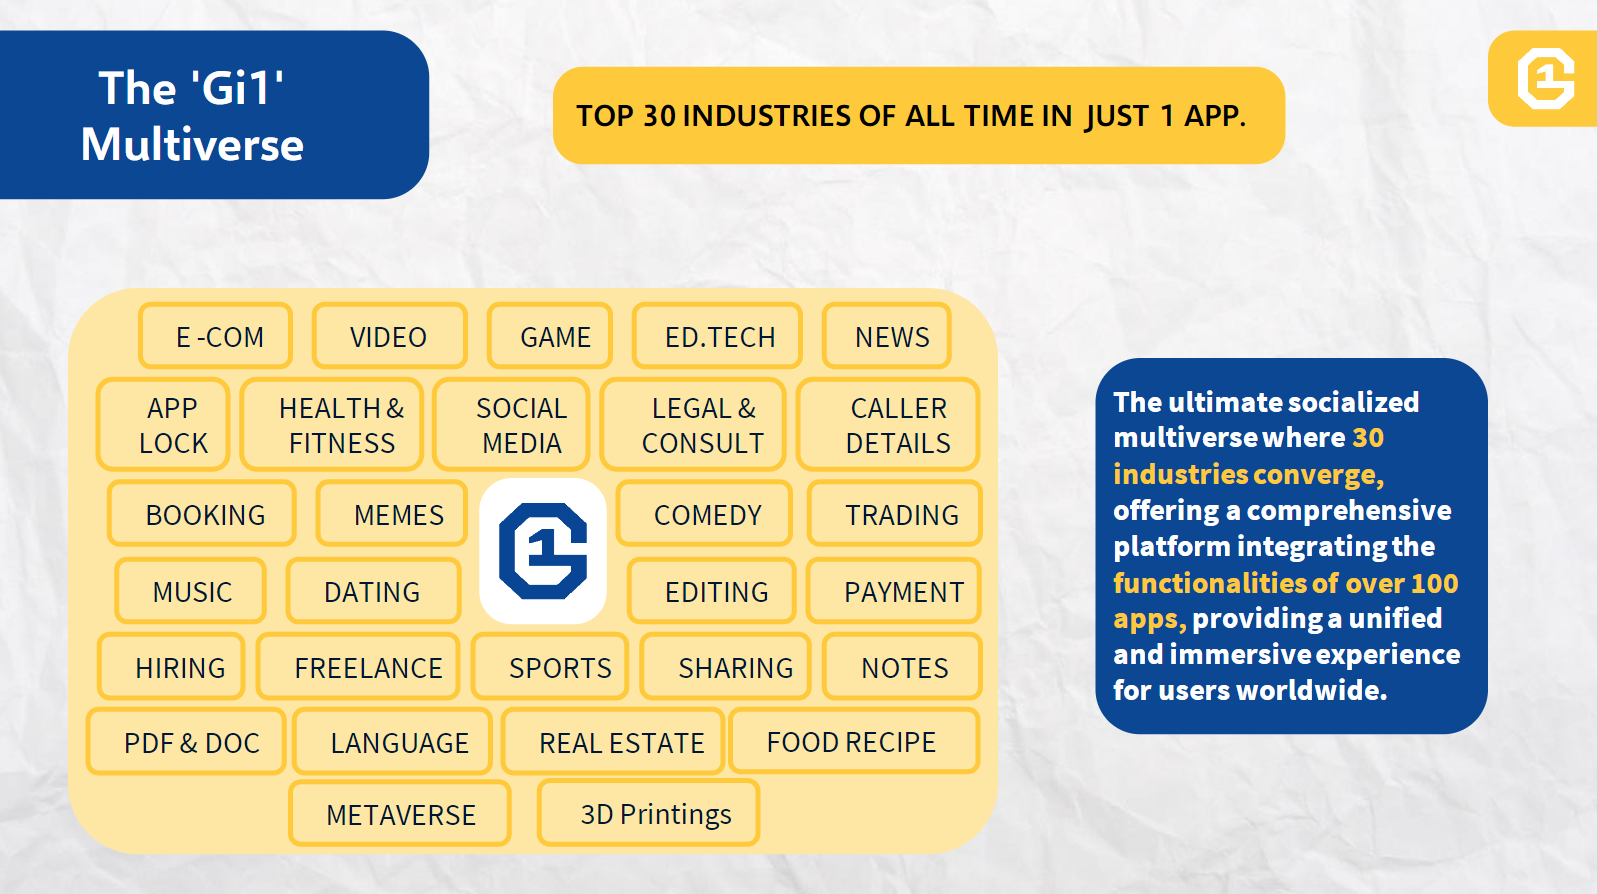 The 'Gi1'
Multiverse
TOP 30 INDUSTRIES OF ALL TIME IN JUST 1 APP.
G1
E-COM
VIDEO
GAME
ED.TECH
NEWS
APP
LOCK
HEALTH &
FITNESS
SOCIAL
MEDIA
LEGAL &
CONSULT
CALLER
DETAILS
BOOKING
MEMES
G1
COMEDY
TRADING
MUSIC
DATING
EDITING
PAYMENT
HIRING
FREELANCE
SPORTS
SHARING
NOTES
PDF & DOC
LANGUAGE
REAL ESTATE
FOOD RECIPE
METAVERSE
3D Printings
The ultimate socialized
multiverse where 30
industries converge,
offering a comprehensive
platform integrating the
functionalities of over 100
apps, providing a unified
and immersive experience
for users worldwide.